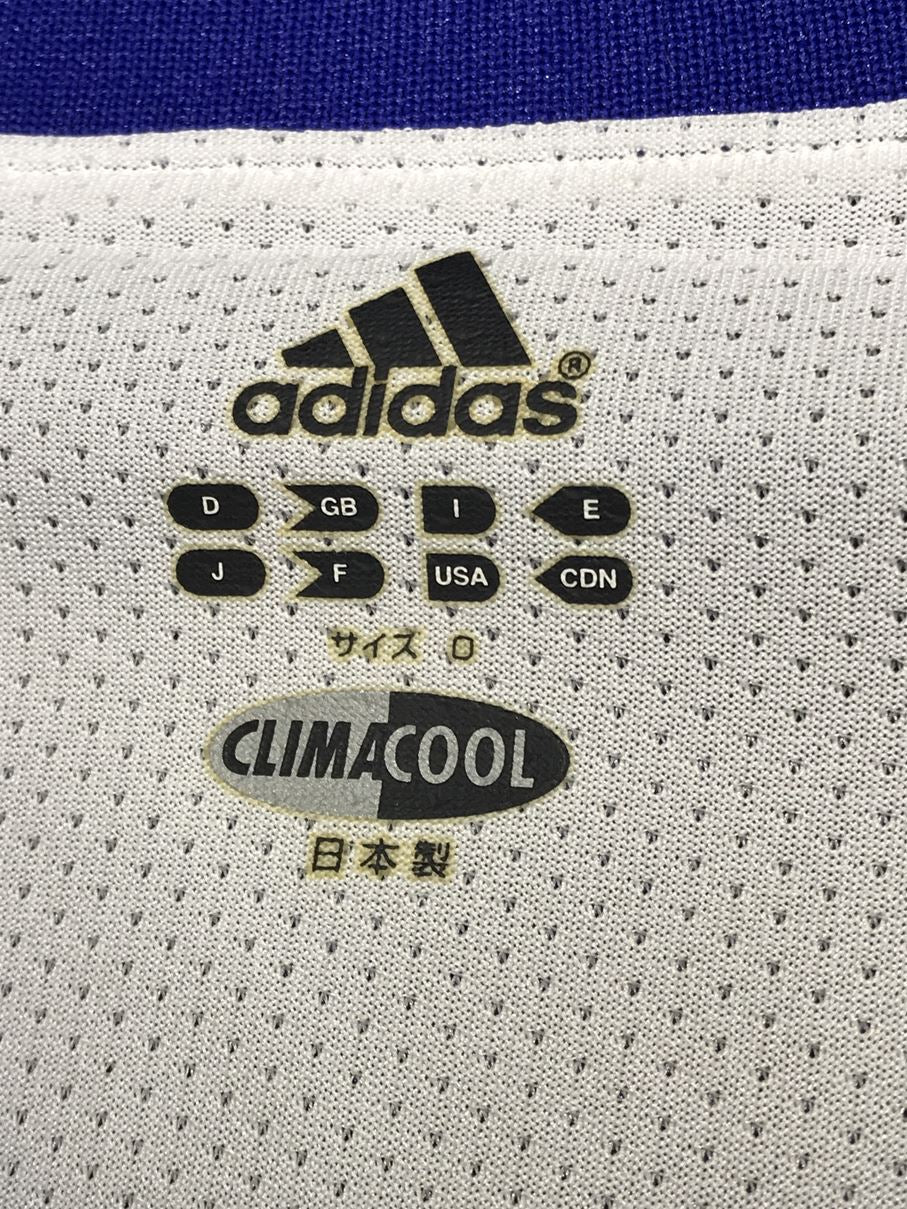 adidas®
D GB I E
J F USA CDN
サイズ O
CLIMACOOL
日本製